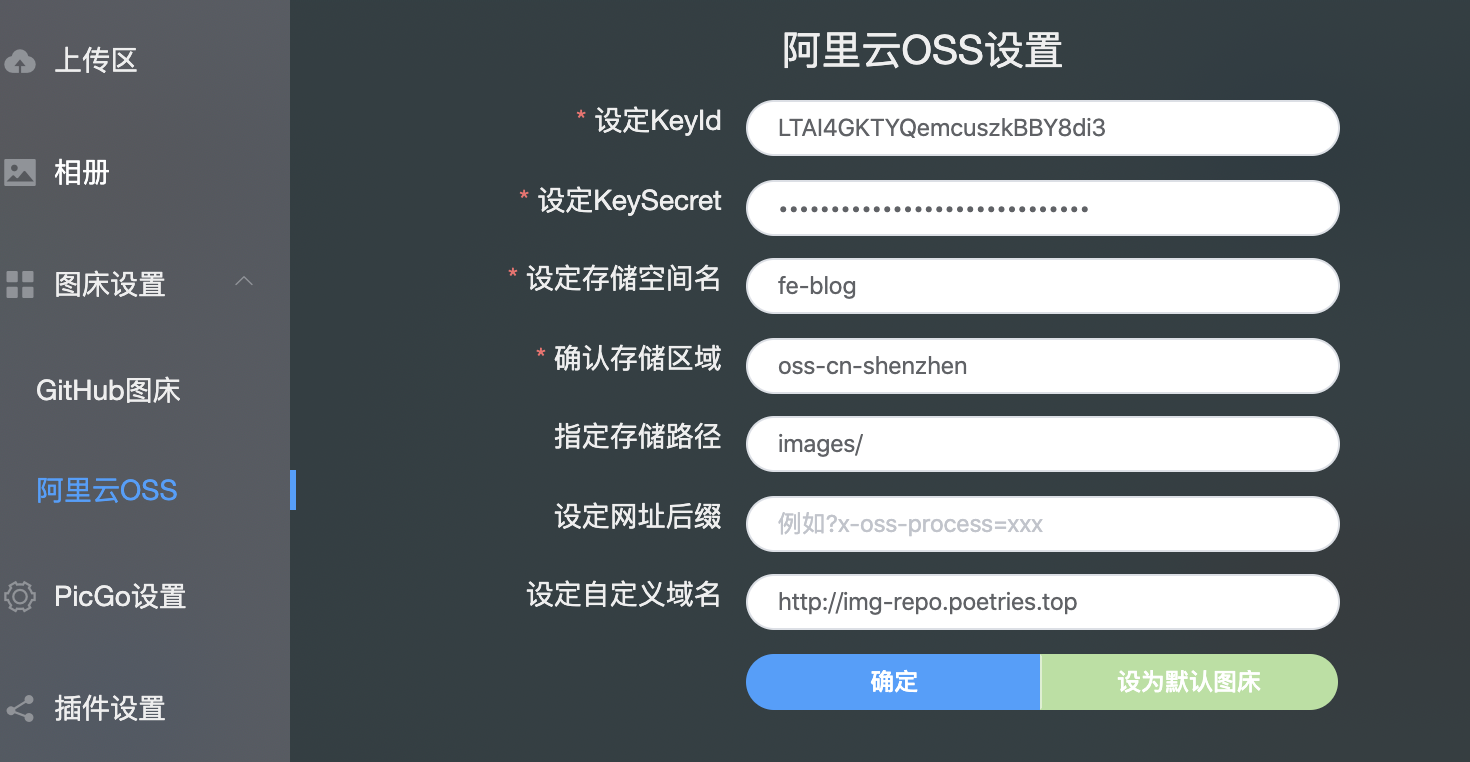 上传区
相册
图床设置
GitHub图床
阿里云OSS
PicGo设置
插件设置
阿里云OSS设置
* 设定KeyId LTAI4GKTYQemcuszkBBY8di3
* 设定KeySecret ••••••••••••••••••••••••••••••
* 设定存储空间名 fe-blog
* 确认存储区域 oss-cn-shenzhen
指定存储路径 images/
设定网址后缀 例如?x-oss-process=xxx
设定自定义域名 http://img-repo.poetries.top
确定 设为默认图床